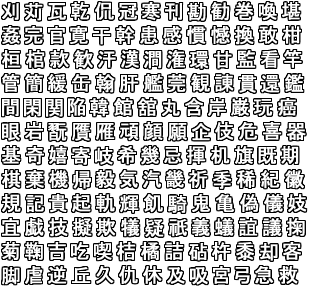 刈苅瓦乾侃冠寒刊勘勧巻喚堪
姦完官寛干幹患感慣憾換敢柑
桓棺款歓汗漢澗潅環甘監看竿
管簡緩缶翰肝艦莞観諌貫還鑑
間閑関陥韓館舘丸含岸巌玩癌
眼岩翫贋雁頑顔願企伎危喜器
基奇嬉寄岐希幾忌揮机旗既期
棋棄機帰毅気汽畿祈季稀紀徽
規記貴起軌輝飢騎鬼亀偽儀妓
宜戯技擬欺犠疑祇義蟻誼議掬
菊鞠吉吃喫桔橘詰砧杵黍却客
脚虐逆丘久仇休及吸宮弓急救